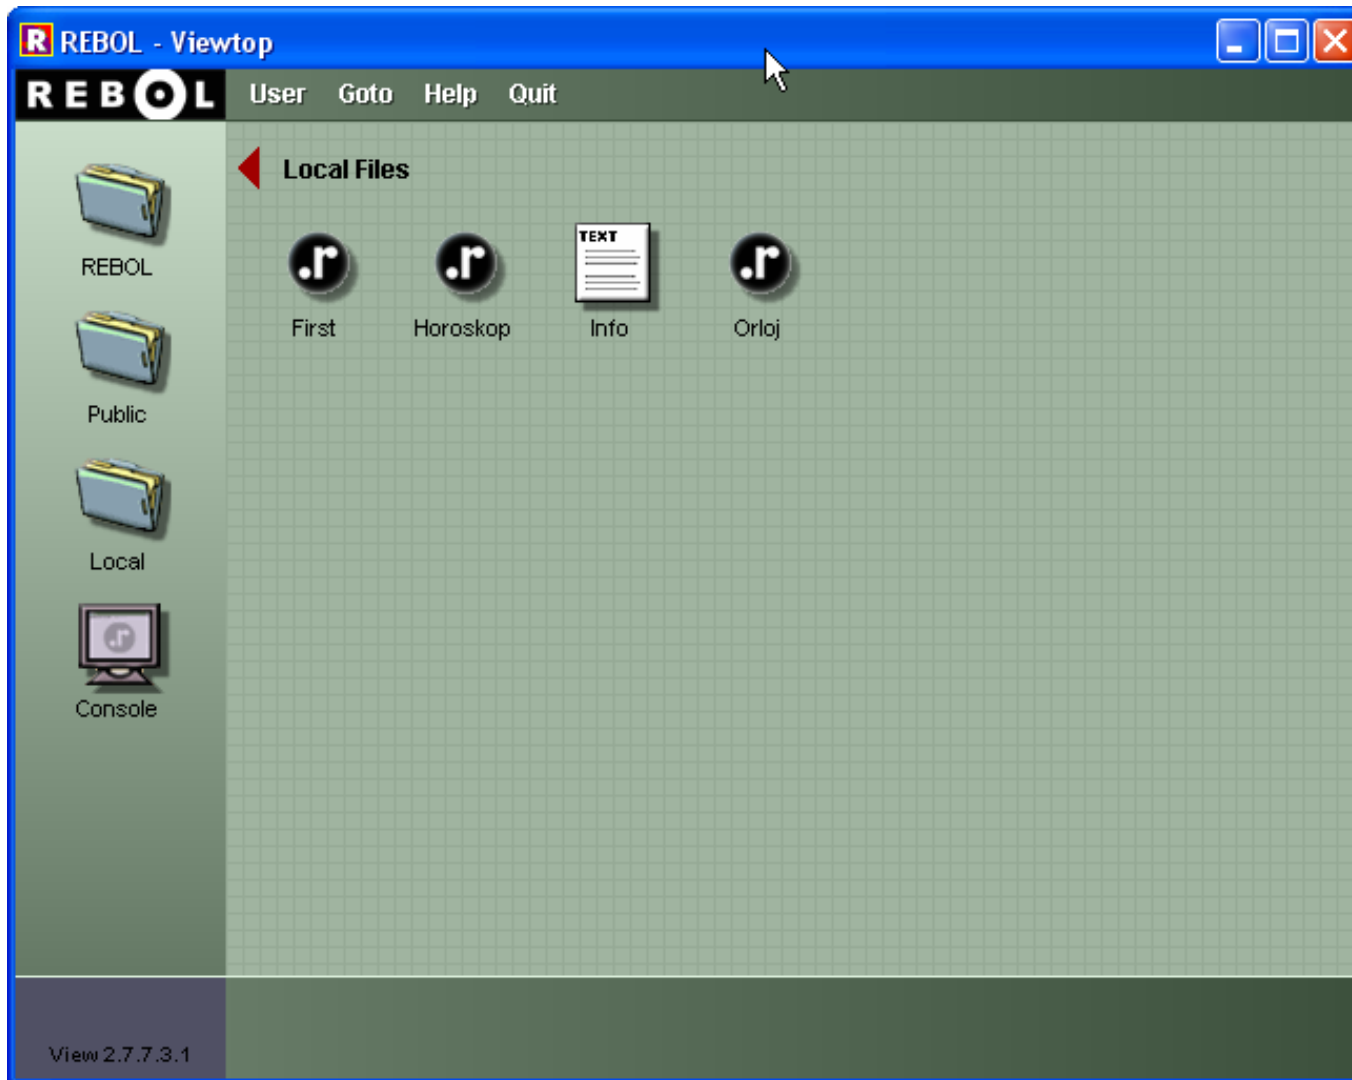 REBOL - Viewtop
REBOL User Goto Help Quit
Local Files
REBOL
Public
Local
Console
TEXT
First Horoskop Info Orloj
View 2.7.7.3.1